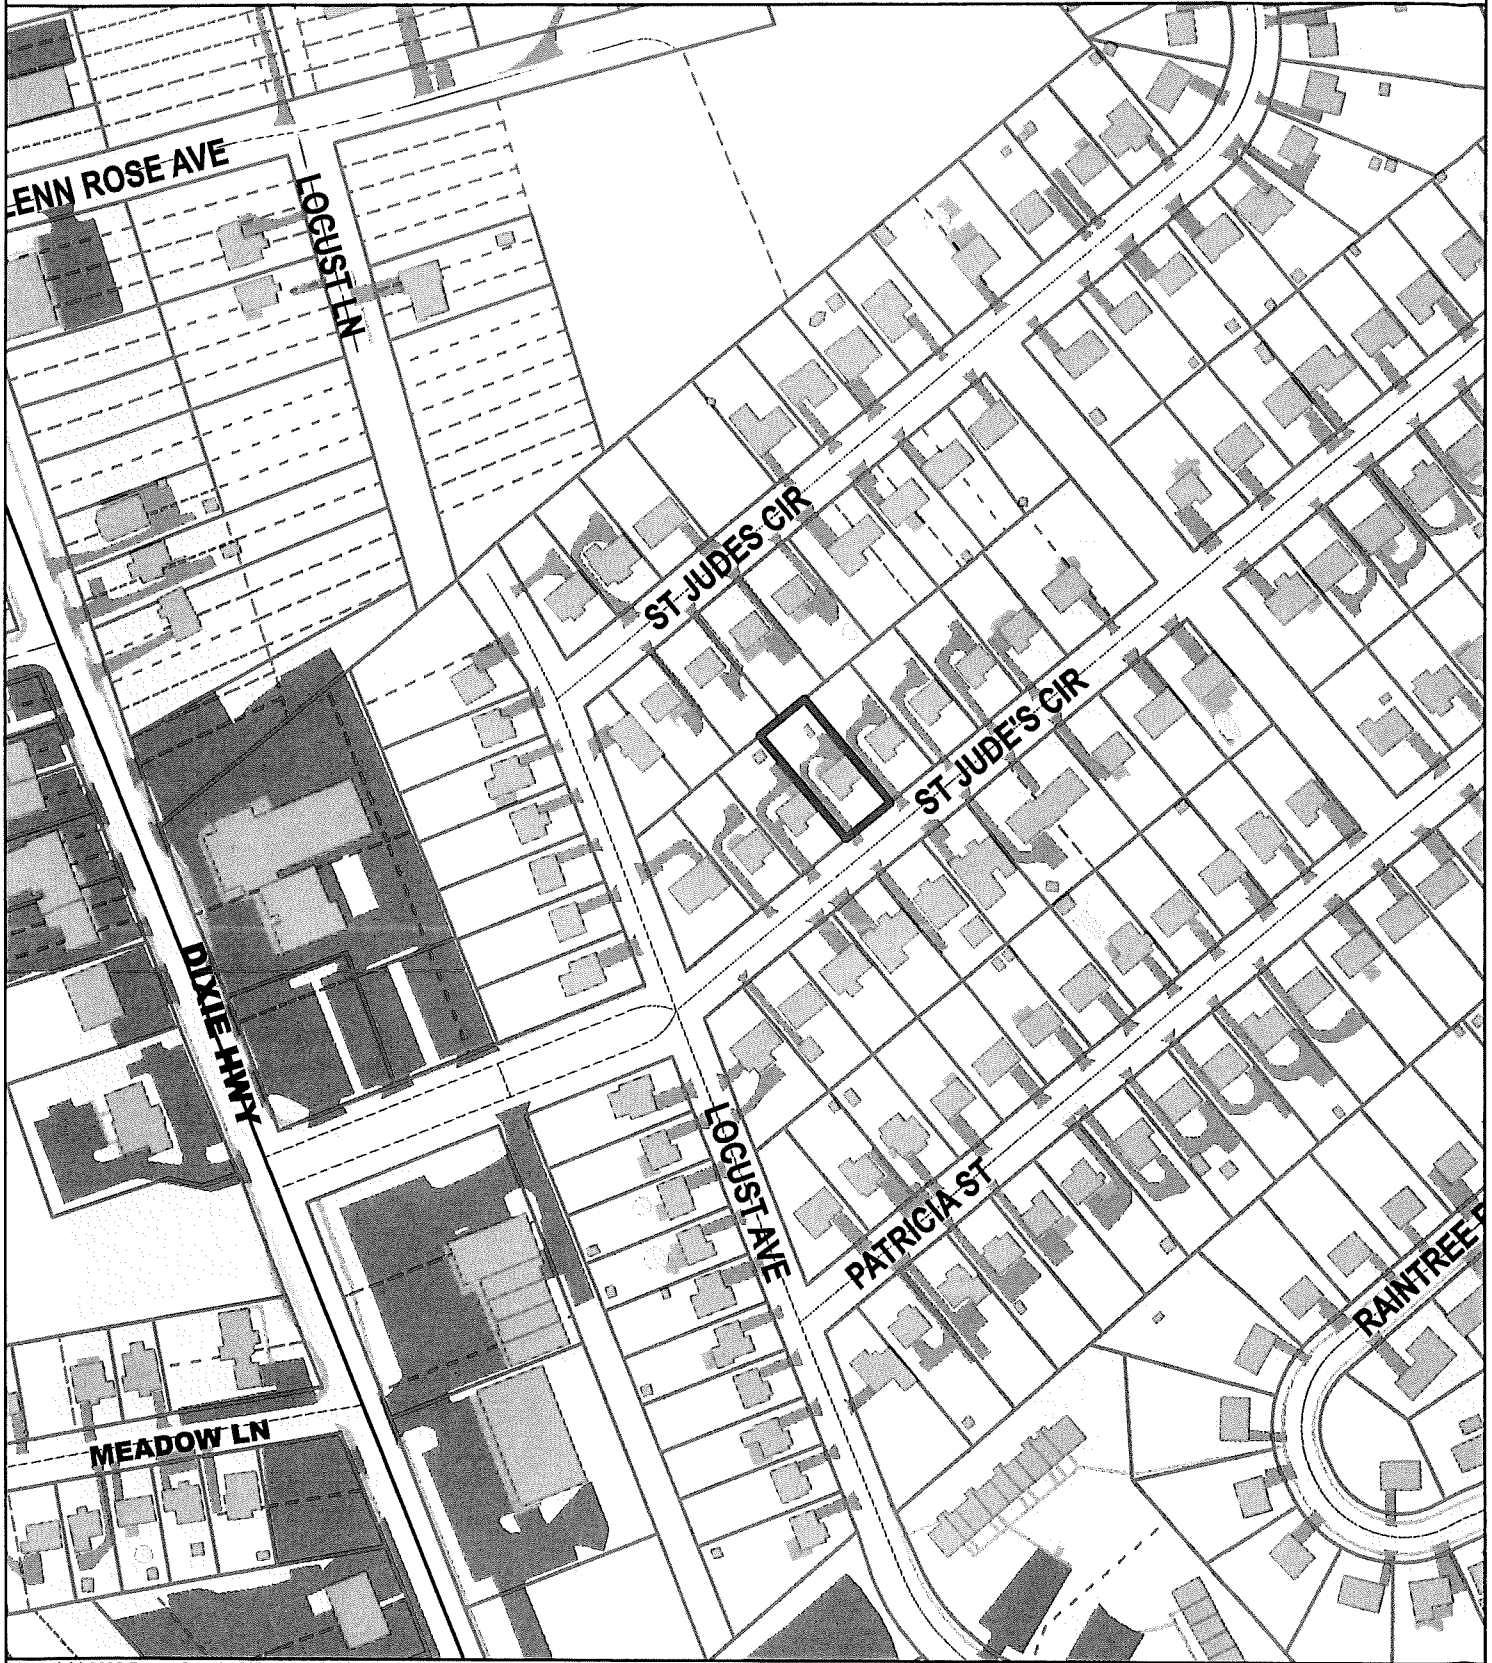 LENN ROSE AVE
LOCUST LN
ST JUDES CIR
ST JUDE'S CIR
DIXIE HWY
LOCUST AVE
PATRICIA ST
RAINTREE
MEADOW LN